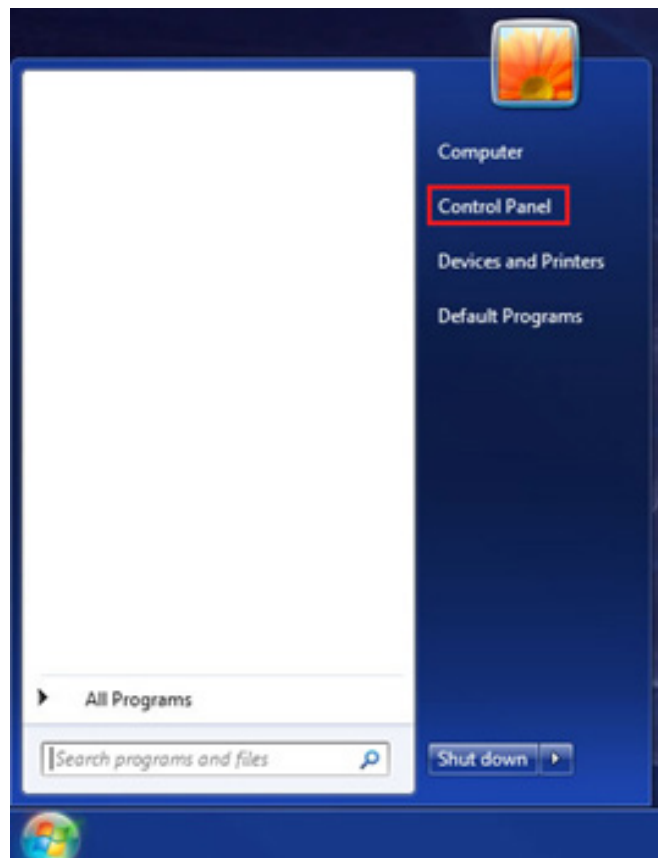 Computer
Control Panel
Devices and Printers
Default Programs
All Programs
Search programs and files
Shut down